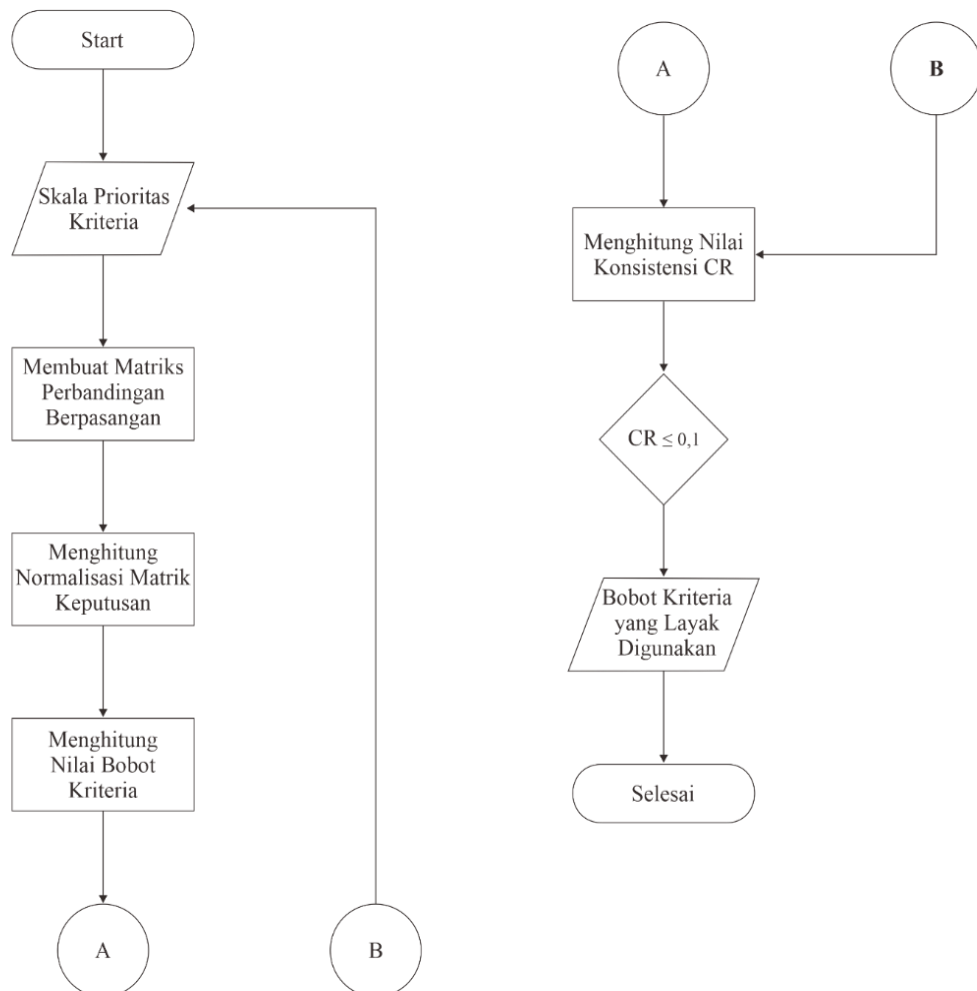 Start
Skala Prioritas
Kriteria
Membuat Matriks
Perbandingan
Berpasangan
Menghitung
Normalisasi Matrik
Keputusan
Menghitung
Nilai Bobot
Kriteria
A
B
A
B
Menghitung Nilai
Konsistensi CR
CR ≤ 0,1
Bobot Kriteria
yang Layak
Digunakan
Selesai